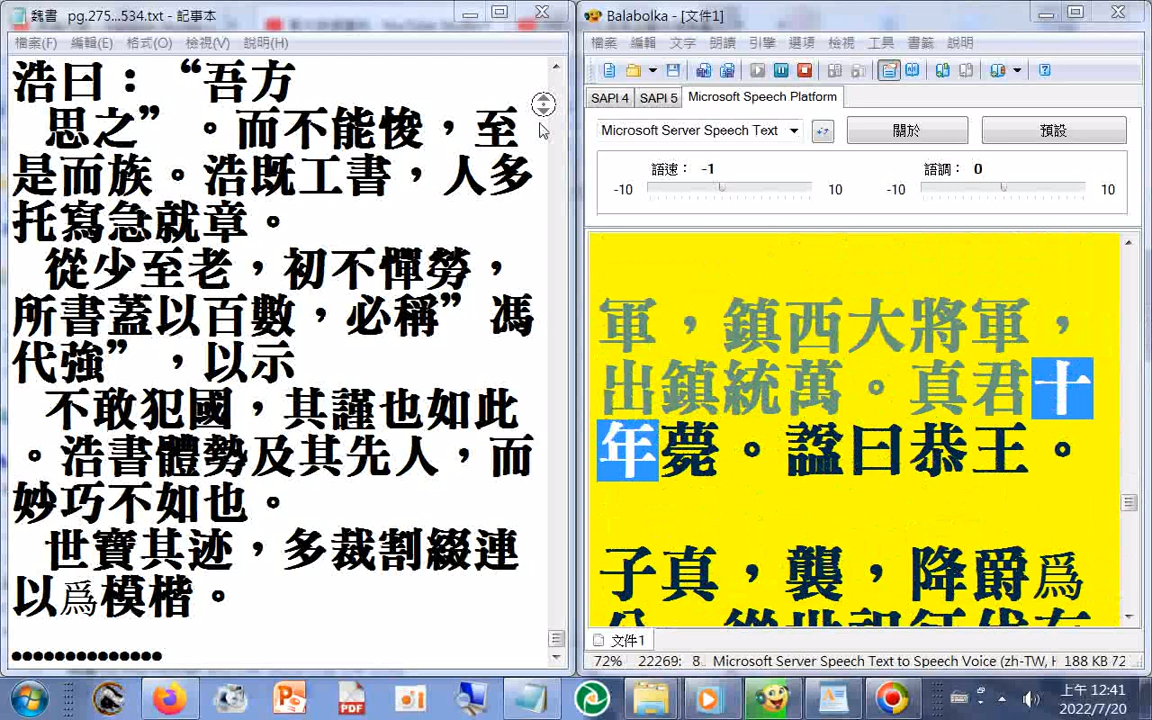 魏書 pg.275...534.txt - 記事本
檔案(F) 編輯(E) 格式(O) 檢視(V) 說明(H)
浩曰：“吾方
思之”。而不能悛，至
是而族。浩既工書，人多
托寫急就章。
從少至老，初不憚勞，
所書蓋以百數，必稱”馮
代強”，以示
不敢犯國，其謹也如此
。浩書體勢及其先人，而
妙巧不如也。
世寶其迹，多裁割綴連
以爲模楷。
••••••••••••••
Balabolka - [文件1]
檔案 編輯 文字 朗讀 引擎 選項 檢視 工具 書籤 說明
SAPI 4 SAPI 5 Microsoft Speech Platform
Microsoft Server Speech Text
關於 預設
語速： -1 語調： 0
-10 10 -10 10
軍，鎮西大將軍，
出鎮統萬。真君十
年薨。諡曰恭王。
子真，襲，降爵爲
文件1
72% 22269: 8 Microsoft Server Speech Text to Speech Voice (zh-TW, H 188 KB 72
PDF
上午 12:41
2022/7/20